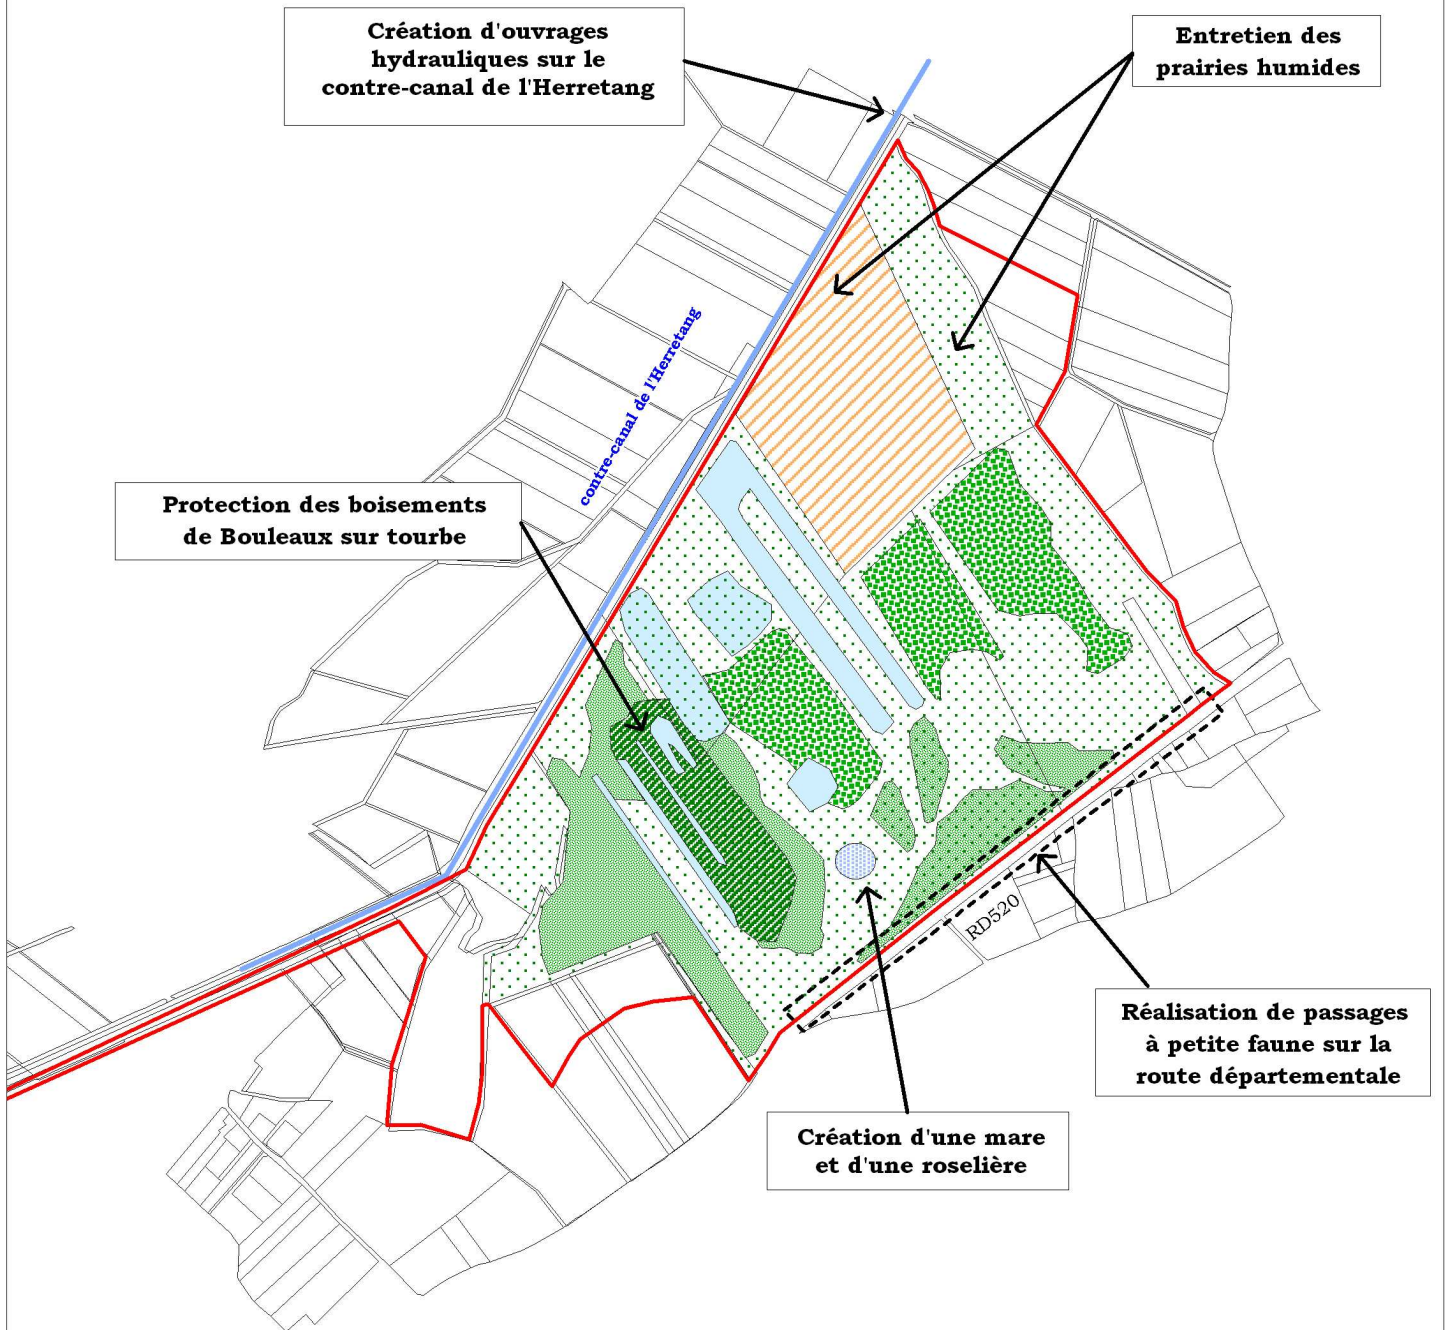 Création d'ouvrages
hydrauliques sur le
contre-canal de l'Herretang
Entretien des
prairies humides
contre-canal de l'Herretang
Protection des boisements
de Bouleaux sur tourbe
RD520
Réalisation de passages
à petite faune sur la
route départementale
Création d'une mare
et d'une roselière